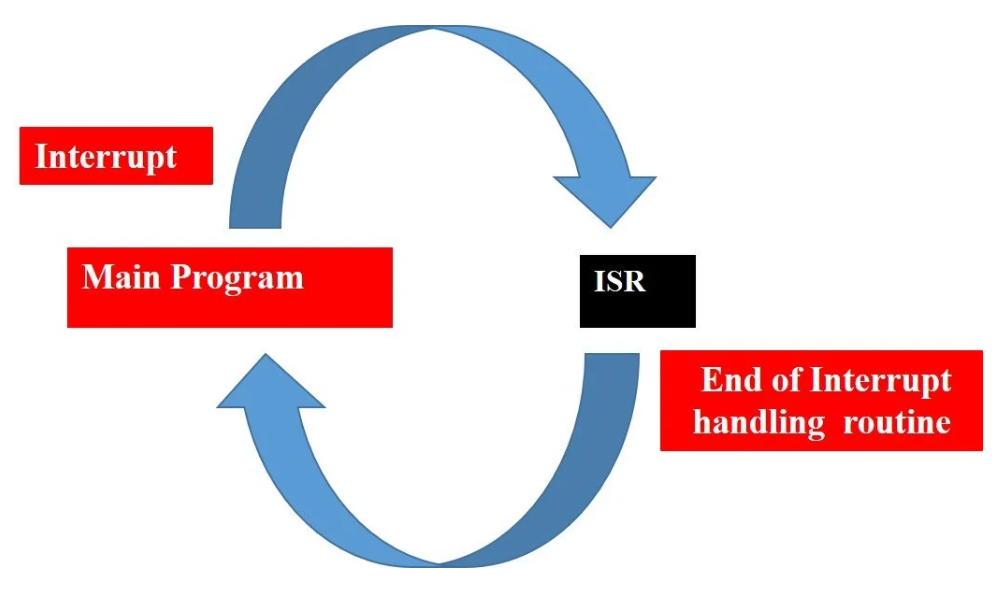 Interrupt
Main Program
ISR
End of Interrupt
handling routine